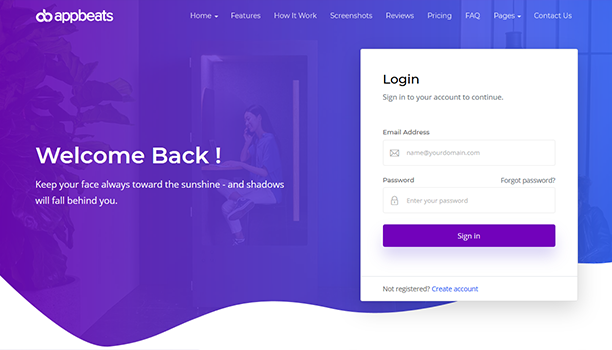 appbeats
Home Features How It Work Screenshots Reviews Pricing FAQ Pages Contact Us
Login
Sign in to your account to continue.
Email Address
name@yourdomain.com
Password Forgot password?
Enter your password
Sign in
Not registered? Create account
Welcome Back !
Keep your face always toward the sunshine - and shadows
will fall behind you.